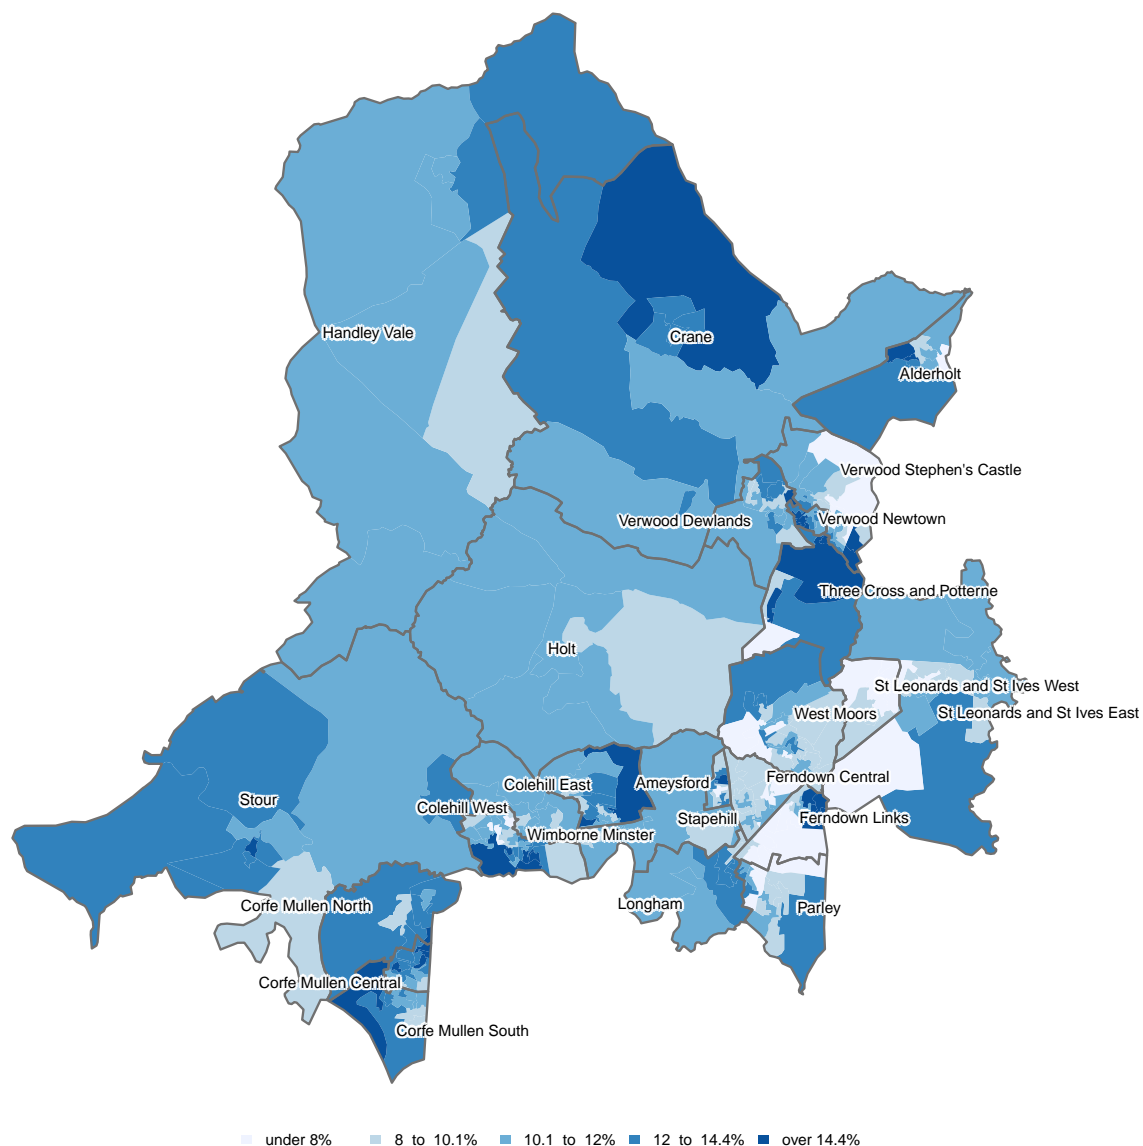 Handley Vale
Crane
Alderholt
Verwood Stephen's Castle
Verwood Dewlands
Verwood Newtown
Three Cross and Potterne
Holt
St Leonards and St Ives West
West Moors
St Leonards and St Ives East
Ferndown Central
Colehill East
Ameysford
Stour
Colehill West
Stapehill
Ferndown Links
Wimborne Minster
Corfe Mullen North
Longham
Parley
Corfe Mullen Central
Corfe Mullen South
under 8% 8 to 10.1% 10.1 to 12% 12 to 14.4% over 14.4%